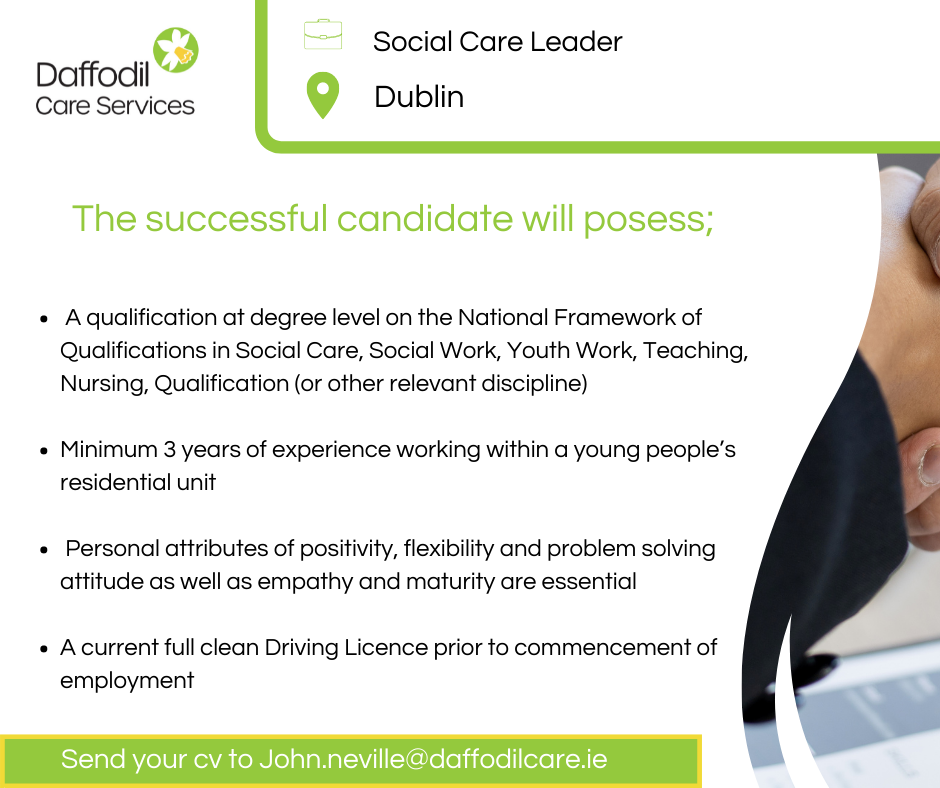 Daffodil
Care Services
Social Care Leader
Dublin
The successful candidate will posess;
• A qualification at degree level on the National Framework of
Qualifications in Social Care, Social Work, Youth Work, Teaching,
Nursing, Qualification (or other relevant discipline)
• Minimum 3 years of experience working within a young people’s
residential unit
• Personal attributes of positivity, flexibility and problem solving
attitude as well as empathy and maturity are essential
• A current full clean Driving Licence prior to commencement of
employment
Send your cv to John.neville@daffodilcare.ie